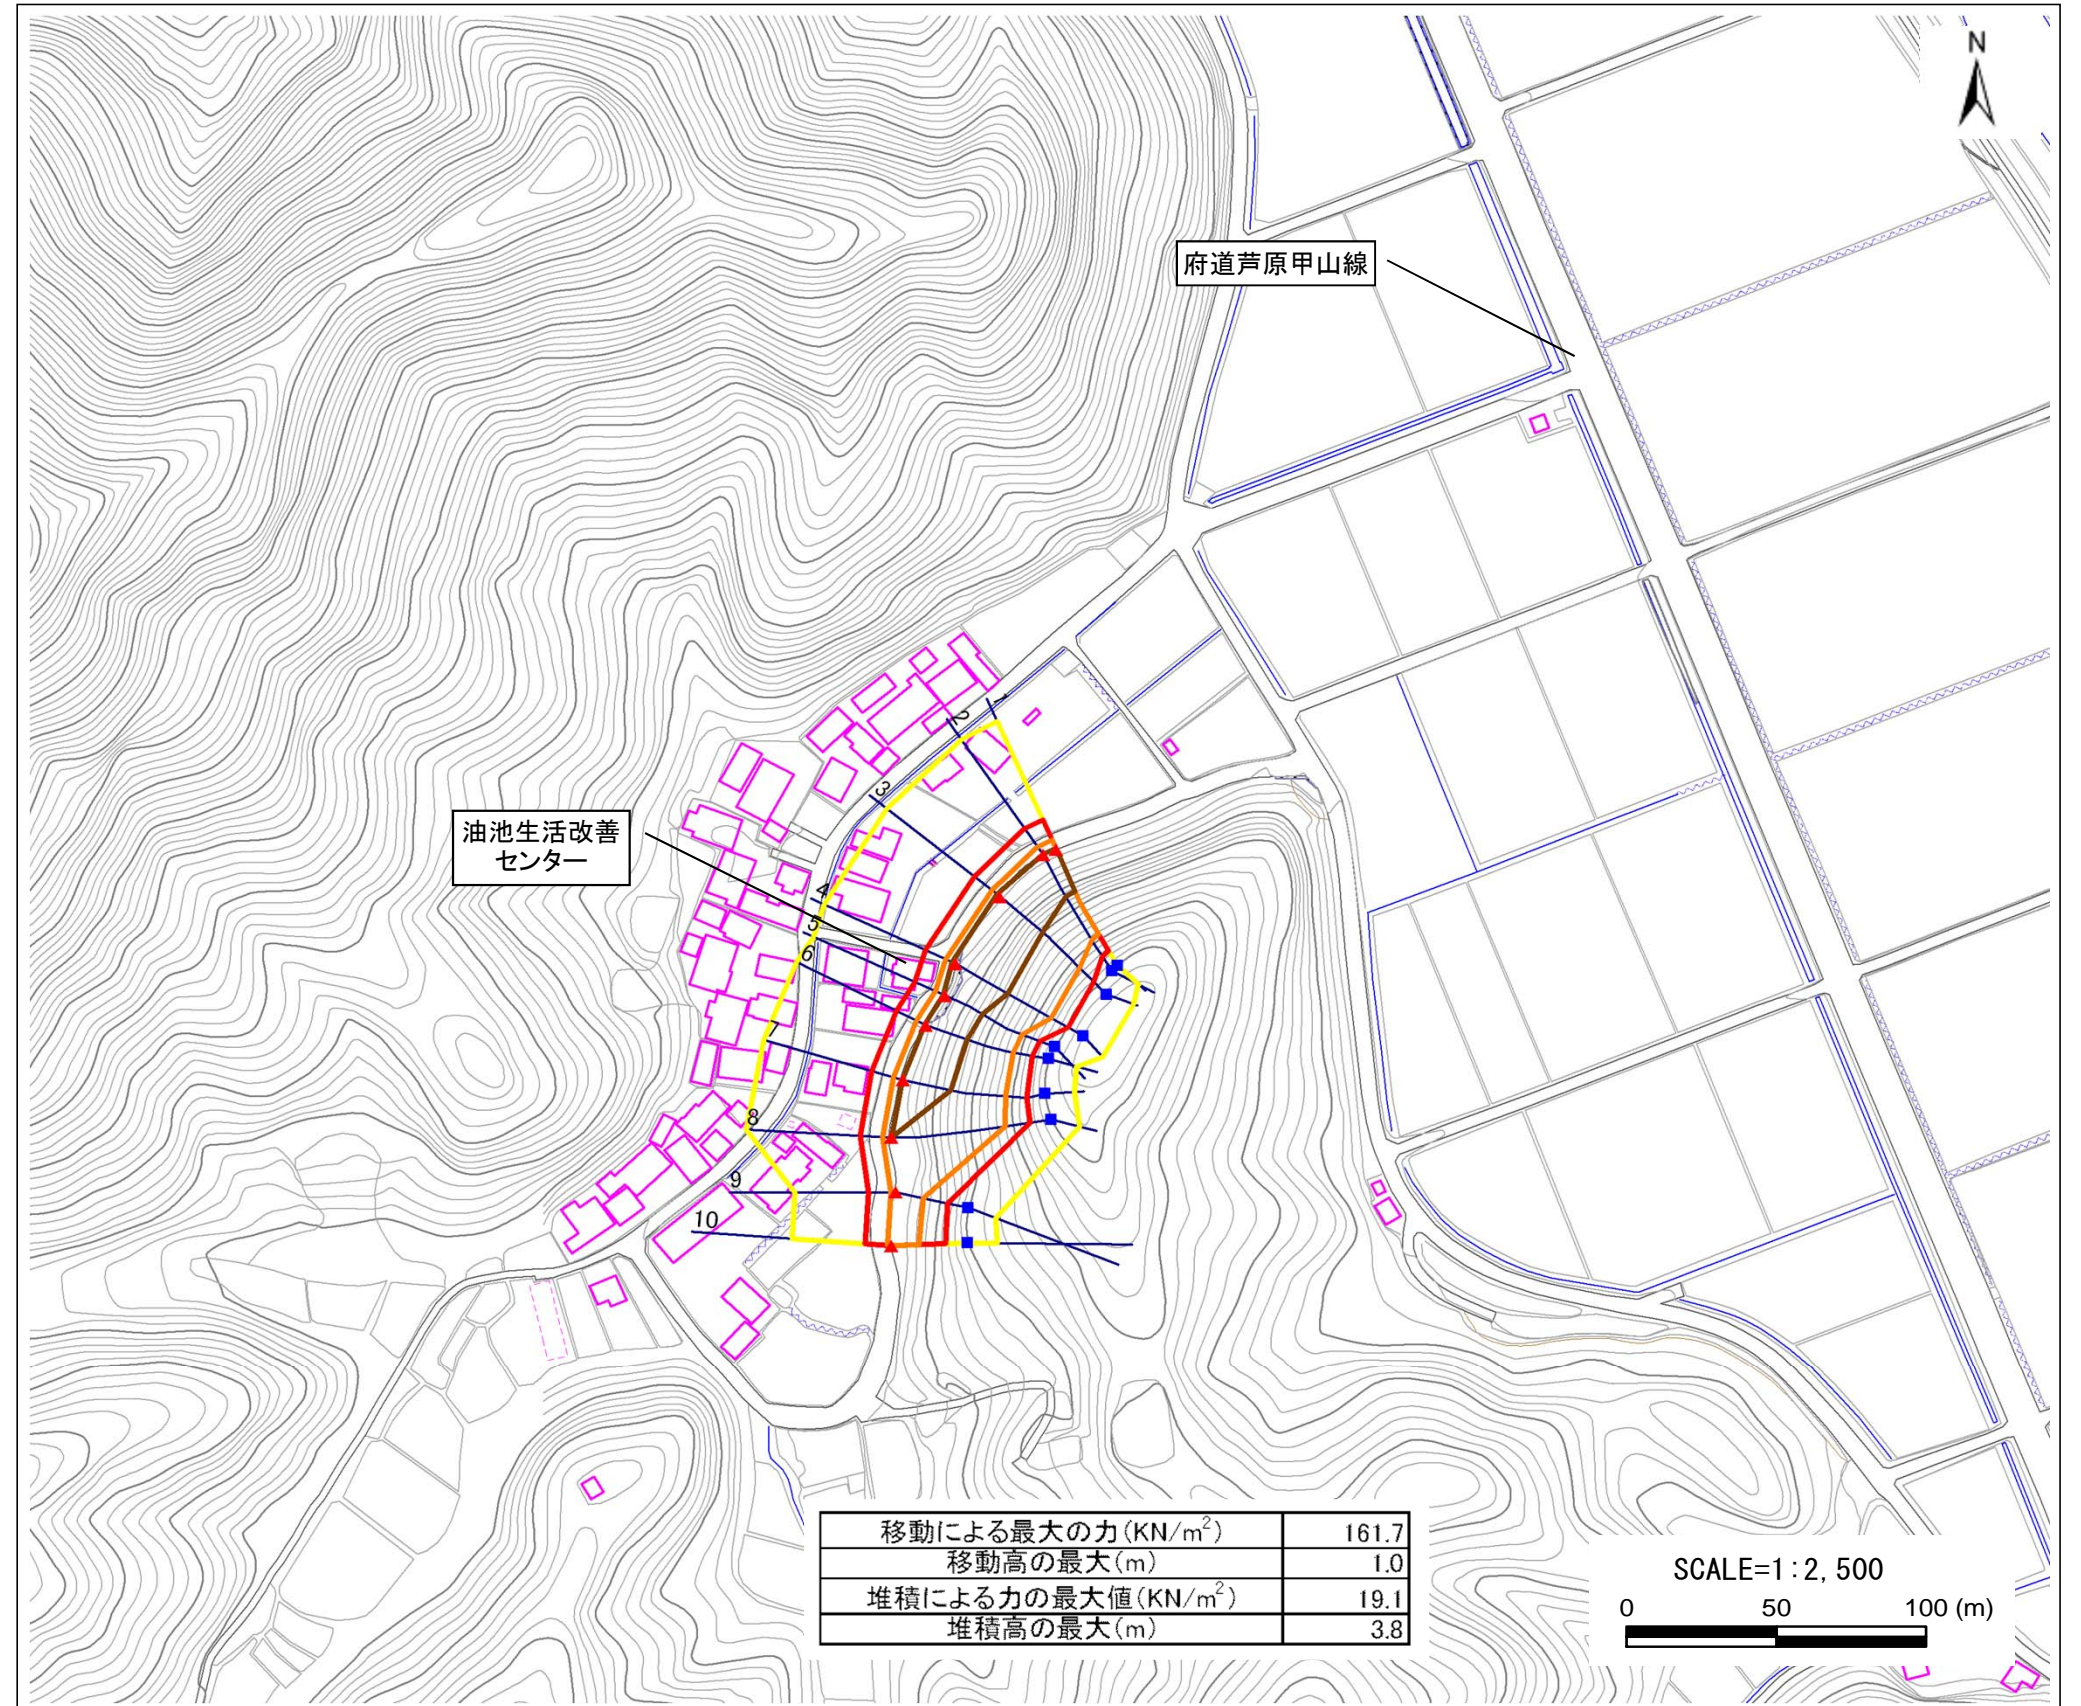 N
府道芦原甲山線
油池生活改善
センター
1
2
3
4
5
6
7
8
9
10
移動による最大の力(KN/m²) 161.7
移動高の最大(m) 1.0
堆積による力の最大値(KN/m²) 19.1
堆積高の最大(m) 3.8
SCALE=1:2,500
0 50 100 (m)